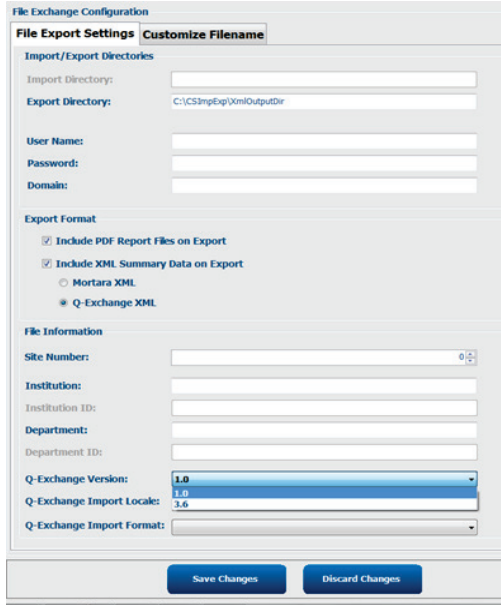 File Exchange Configuration
File Export Settings Customize Filename
Import/Export Directories
Import Directory:
Export Directory: C:\CSImpExp\XmlOutputDir
User Name:
Password:
Domain:
Export Format
Include PDF Report Files on Export
Include XML Summary Data on Export
Mortara XML
Q-Exchange XML
File Information
Site Number: 0
Institution:
Institution ID:
Department:
Department ID:
Q-Exchange Version: 1.0
1.0
Q-Exchange Import Locale: 3.6
Q-Exchange Import Format:
Save Changes Discard Changes